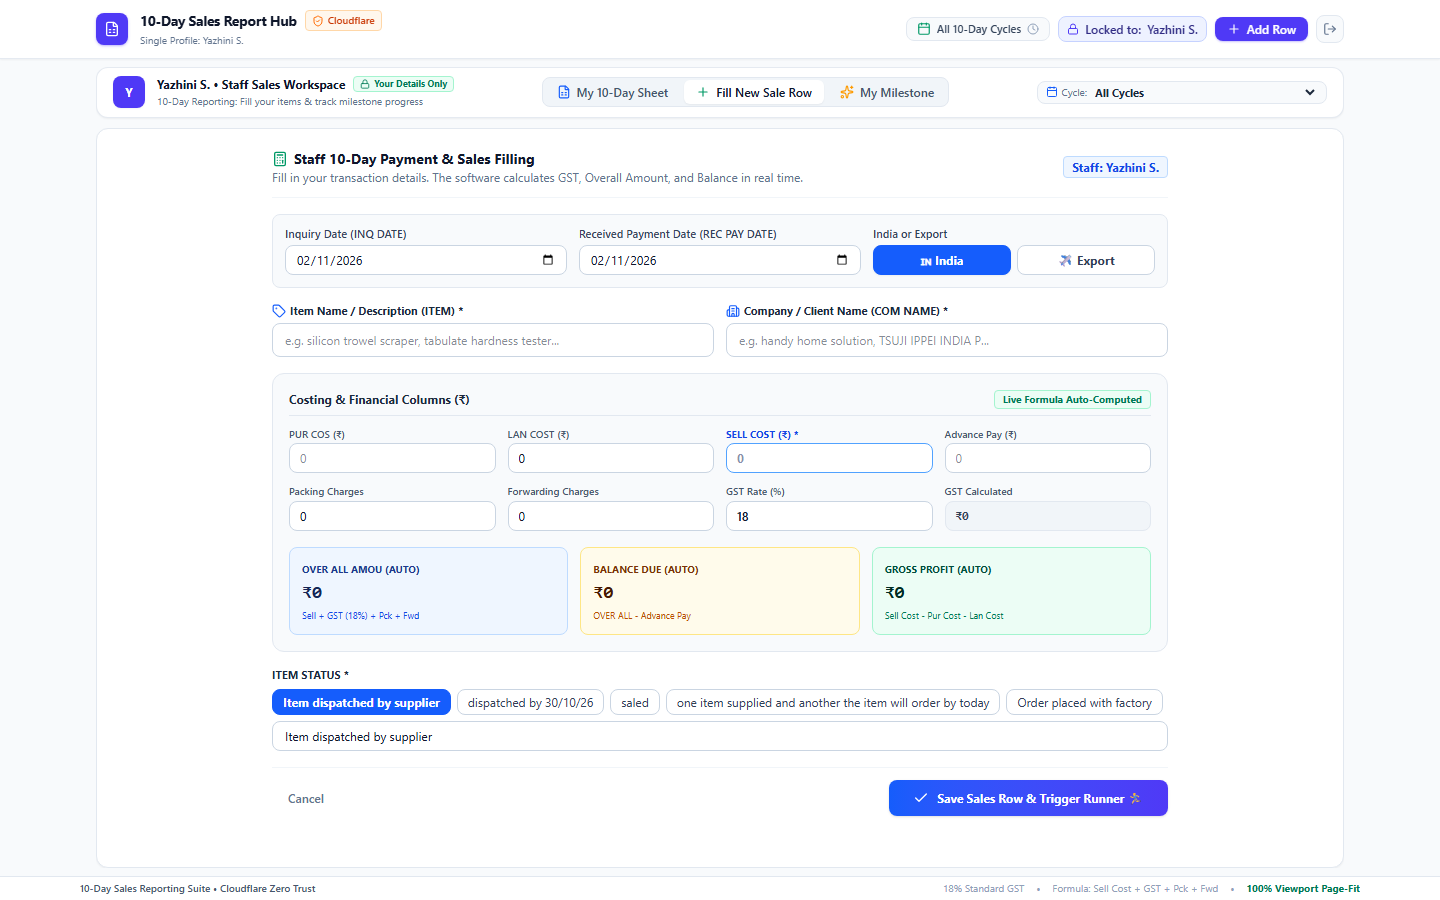 10-Day Sales Report Hub
Cloudflare
Single Profile: Yazhini S.
All 10-Day Cycles
Locked to: Yazhini S.
Add Row
Y
Yazhini S. • Staff Sales Workspace
Your Details Only
10-Day Reporting: Fill your items & track milestone progress
My 10-Day Sheet
Fill New Sale Row
My Milestone
Cycle: All Cycles
Staff 10-Day Payment & Sales Filling
Fill in your transaction details. The software calculates GST, Overall Amount, and Balance in real time.
Staff: Yazhini S.
Inquiry Date (INQ DATE)
Received Payment Date (REC PAY DATE)
India or Export
02/11/2026
02/11/2026
IN India
Export
Item Name / Description (ITEM) *
Company / Client Name (COM NAME) *
e.g. silicon trowel scraper, tabulate hardness tester...
e.g. handy home solution, TSUJI IPPEI INDIA P...
Costing & Financial Columns (₹)
Live Formula Auto-Computed
PUR COS (₹)
LAN COST (₹)
SELL COST (₹) *
Advance Pay (₹)
0
0
0
0
Packing Charges
Forwarding Charges
GST Rate (%)
GST Calculated
0
0
18
₹0
OVER ALL AMOU (AUTO)
₹0
Sell + GST (18%) + Pck + Fwd
BALANCE DUE (AUTO)
₹0
OVER ALL - Advance Pay
GROSS PROFIT (AUTO)
₹0
Sell Cost - Pur Cost - Lan Cost
ITEM STATUS *
Item dispatched by supplier
dispatched by 30/10/26
saled
one item supplied and another the item will order by today
Order placed with factory
Item dispatched by supplier
Cancel
Save Sales Row & Trigger Runner
10-Day Sales Reporting Suite • Cloudflare Zero Trust
18% Standard GST • Formula: Sell Cost + GST + Pck + Fwd • 100% Viewport Page-Fit